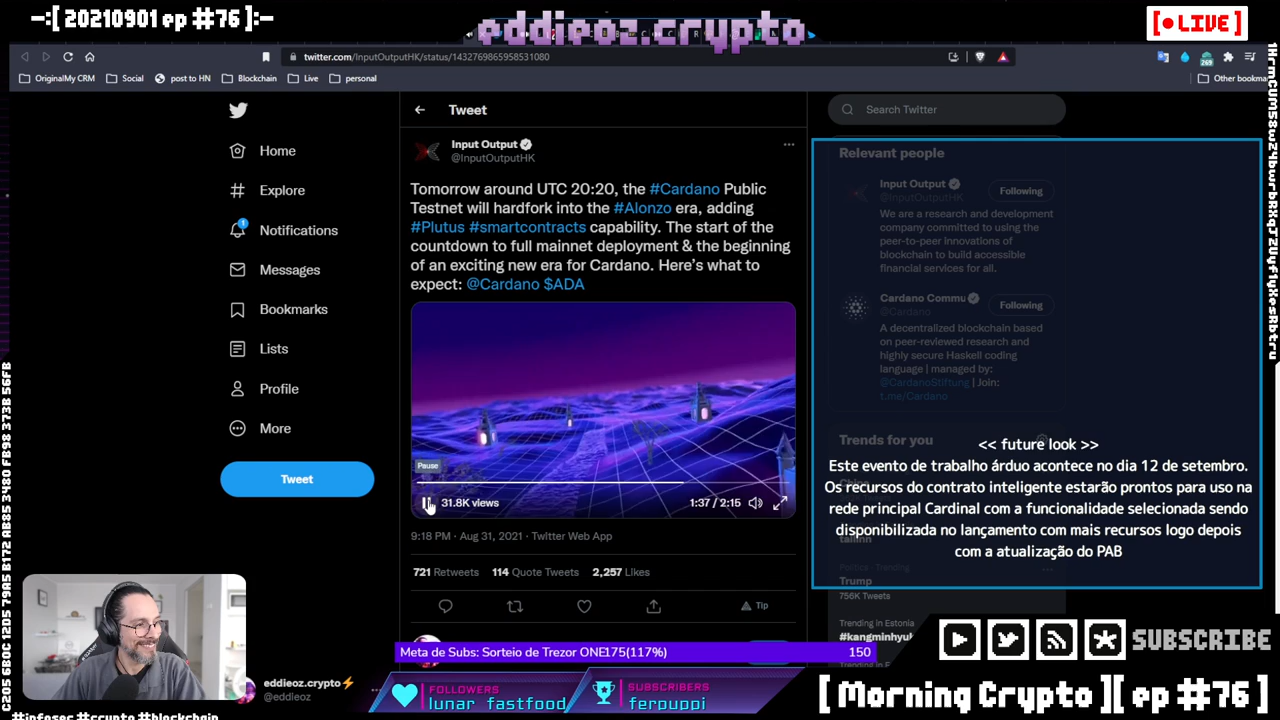 -:[ 20210901 ep #76 ]:-
eddieoz.crypto
[● LIVE]
twitter.com/InputOutputHK/status/1432769865958531080
269
OriginalMy CRM
Social
post to HN
Blockchain
Live
personal
Other bookma
Home
Explore
1
Notifications
Messages
Bookmarks
Lists
Profile
More
Tweet
Tweet
Input Output
@InputOutputHK
Tomorrow around UTC 20:20, the #Cardano Public
Testnet will hardfork into the #Alonzo era, adding
#Plutus #smartcontracts capability. The start of the
countdown to full mainnet deployment & the beginning
of an exciting new era for Cardano. Here's what to
expect: @Cardano $ADA
Pause
31.8K views
1:37 / 2:15
9:18 PM · Aug 31, 2021 · Twitter Web App
721 Retweets 114 Quote Tweets 2,257 Likes
Tip
Search Twitter
Relevant people
Input Output
@InputOutputHK
Following
We are a research and development
company committed to using the
peer-to-peer innovations of
blockchain to build accessible
financial services for all.
Cardano Commu
@Cardano
Following
A decentralized blockchain based
on peer-reviewed research and
highly secure Haskell coding
language | managed by:
@CardanoStiftung | Join:
t.me/Cardano
Trends for you
<< future look >>
Este evento de trabalho árduo acontece no dia 12 de setembro.
Os recursos do contrato inteligente estarão prontos para uso na
rede principal Cardinal com a funcionalidade selecionada sendo
disponibilizada no lançamento com mais recursos logo depois
com a atualização do PAB
tallinn
Politics · Trending
Trump
756K Tweets
Trending in Estonia
#kangminhyuk
Meta de Subs: Sorteio de Trezor ONE175(117%)
150
SUBSCRIBE
eddieoz.crypto⚡
@eddieoz
FOLLOWERS
lunar_fastfood
SUBSCRIBERS
ferpuppi
[ Morning Crypto ][ ep #76 ]
#infosec #crypto #blockchain